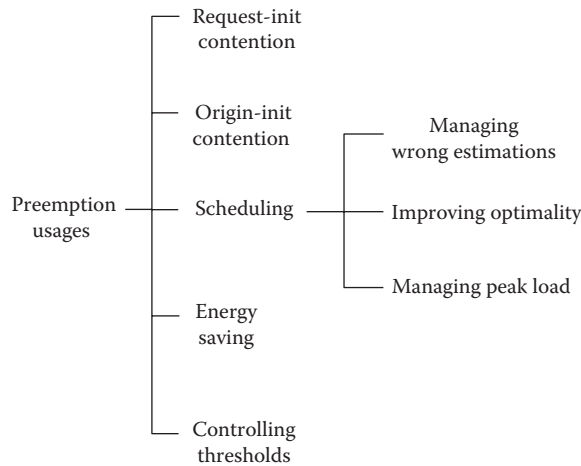 Preemption
usages
Request-init
contention
Origin-init
contention
Scheduling
Energy
saving
Controlling
thresholds
Managing
wrong estimations
Improving optimality
Managing peak load